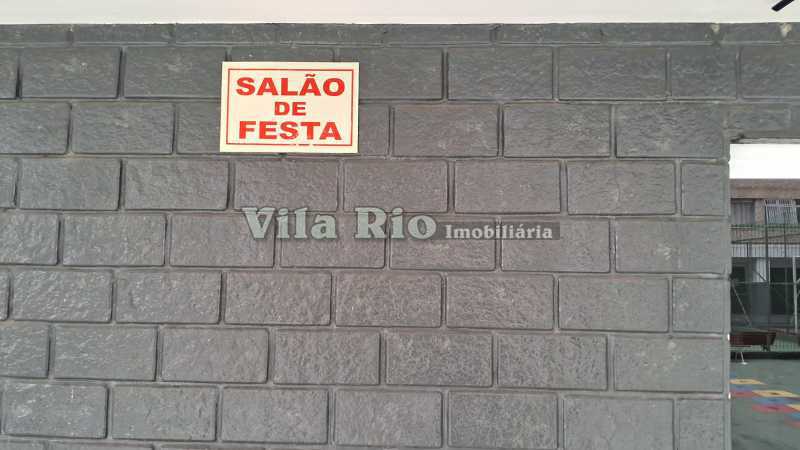 SALÃO
DE
FESTA
Vila Rio Imobiliária